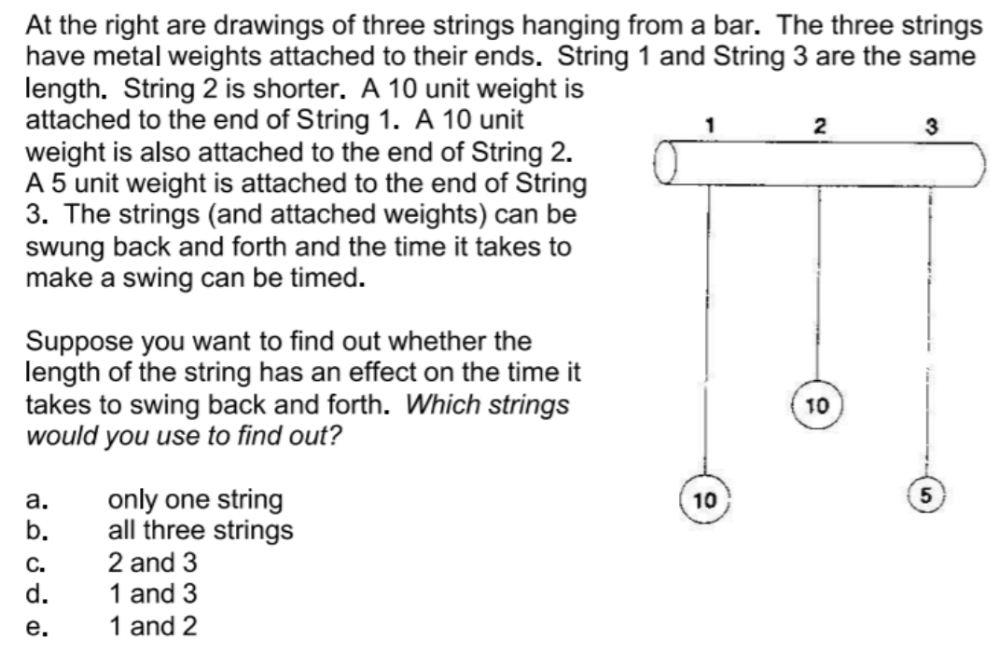 At the right are drawings of three strings hanging from a bar. The three strings
have metal weights attached to their ends. String 1 and String 3 are the same
length. String 2 is shorter. A 10 unit weight is
attached to the end of String 1. A 10 unit
weight is also attached to the end of String 2.
A 5 unit weight is attached to the end of String
3. The strings (and attached weights) can be
swung back and forth and the time it takes to
make a swing can be timed.
Suppose you want to find out whether the
length of the string has an effect on the time it
takes to swing back and forth. Which strings
would you use to find out?
a. only one string
b. all three strings
c. 2 and 3
d. 1 and 3
e. 1 and 2
1 2 3
10
10
5